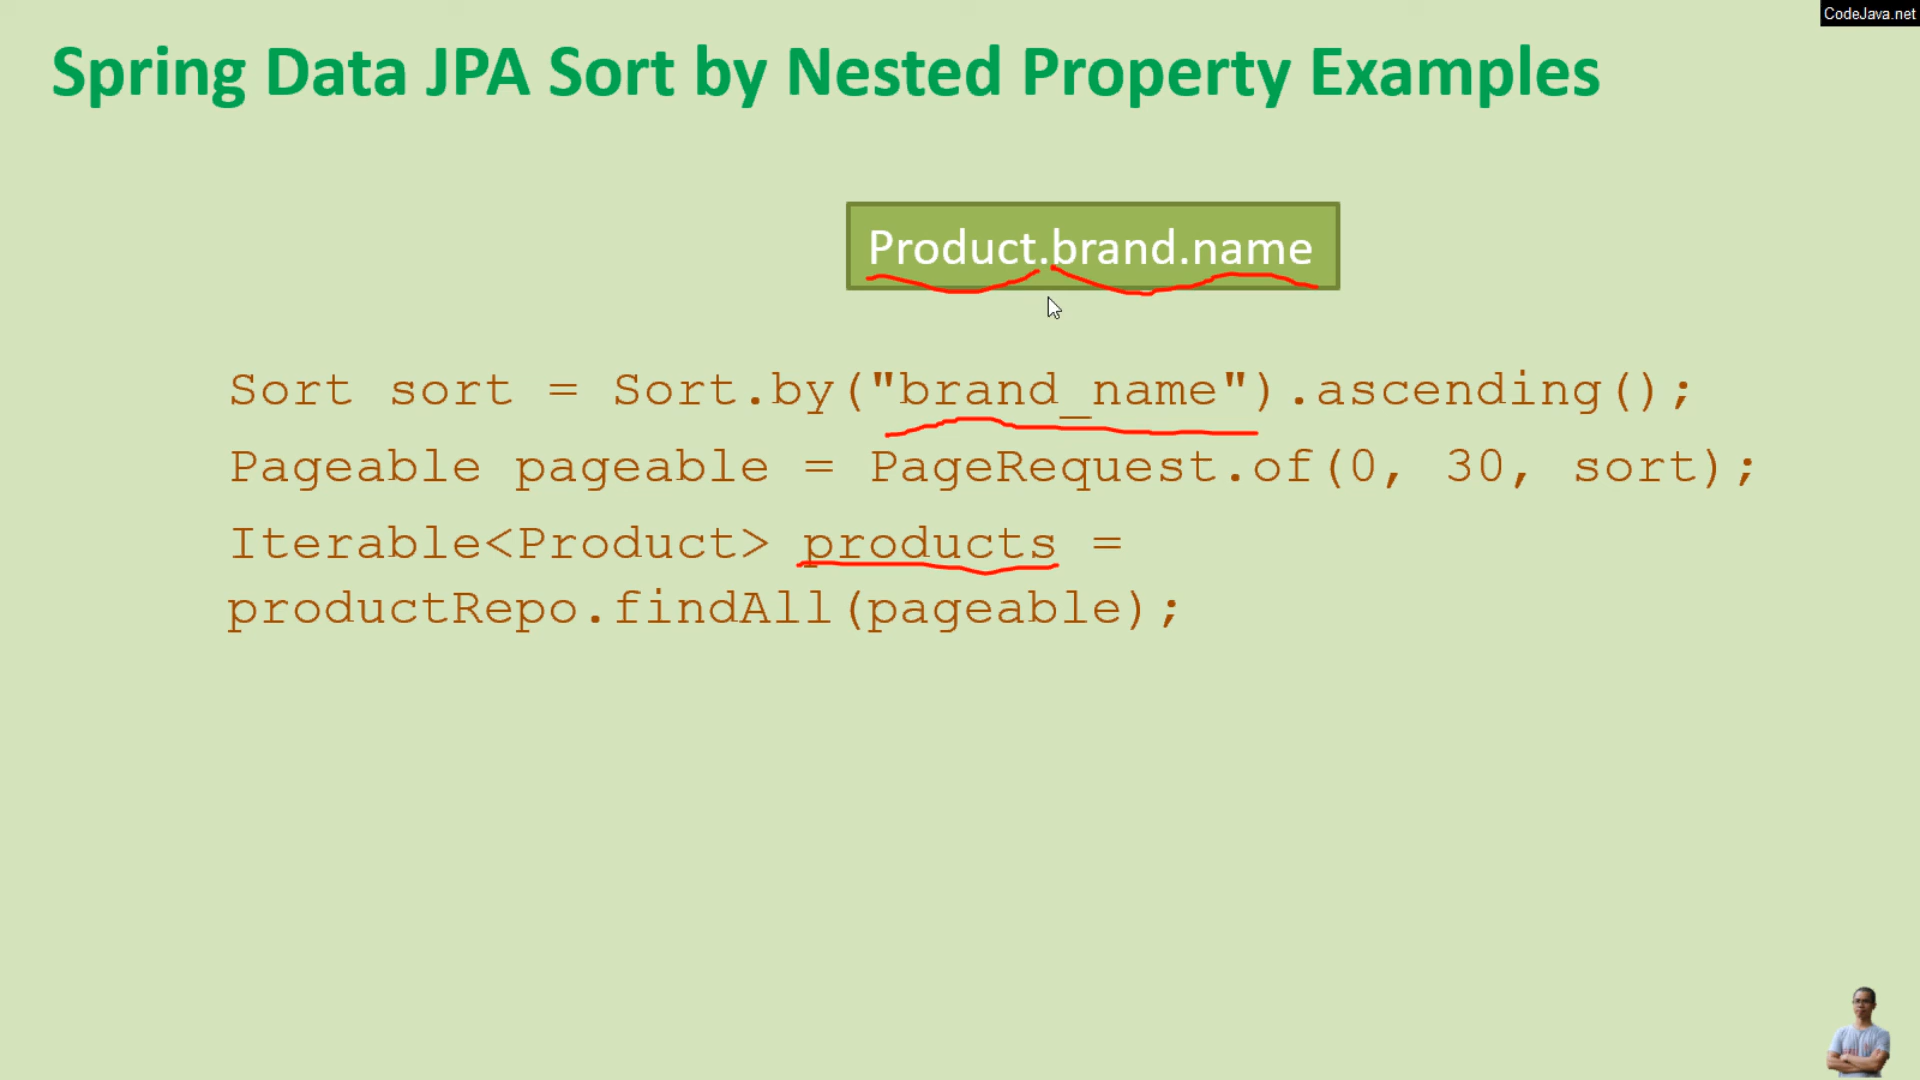 CodeJava.net
Spring Data JPA Sort by Nested Property Examples
Product.brand.name
Sort sort = Sort.by("brand_name").ascending();
Pageable pageable = PageRequest.of(0, 30, sort);
Iterable<Product> products =
productRepo.findAll(pageable);